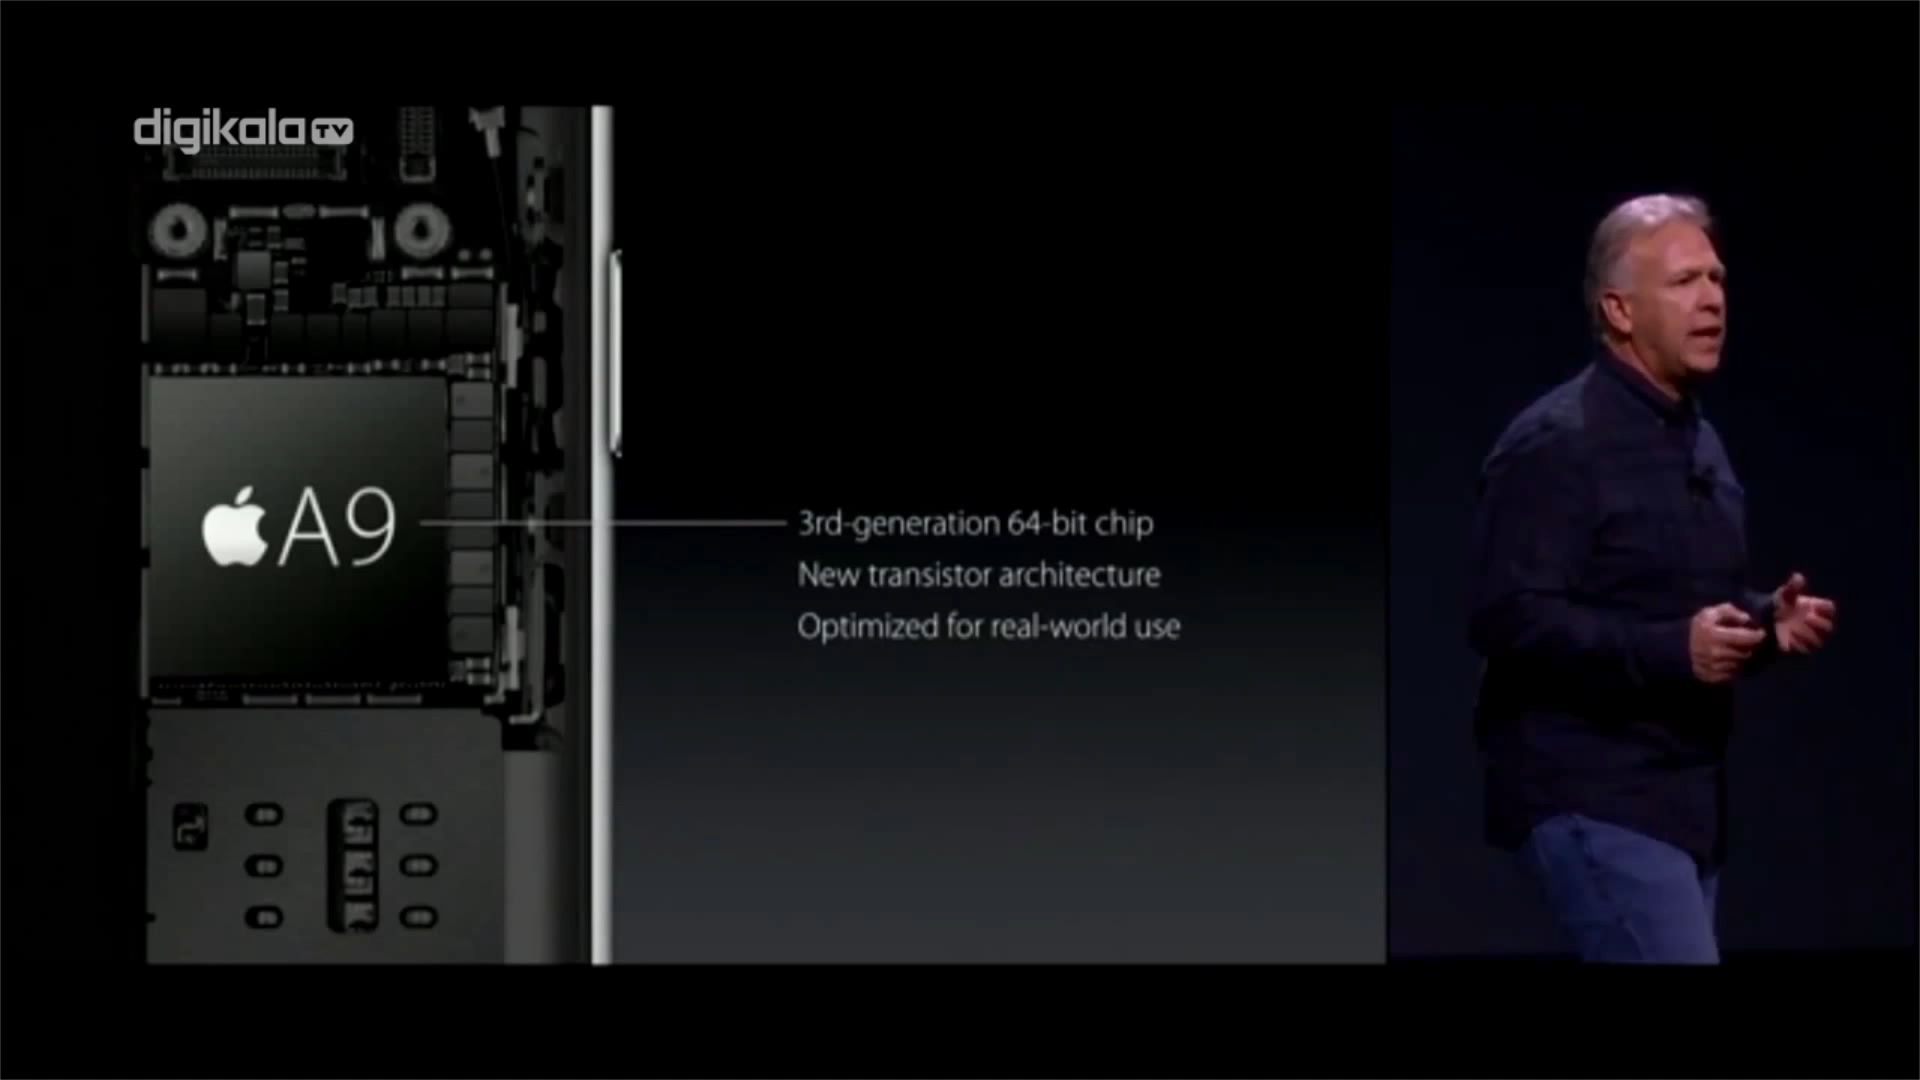 digikala TV
A9
3rd-generation 64-bit chip
New transistor architecture
Optimized for real-world use